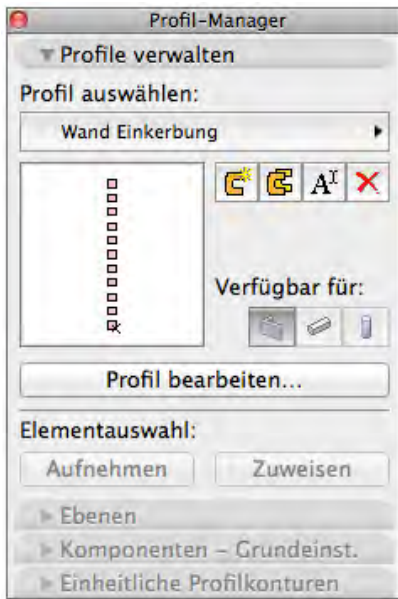 Profil-Manager
Profile verwalten
Profil auswählen:
Wand Einkerbung
Verfügbar für:
Profil bearbeiten...
Elementauswahl:
Aufnehmen Zuweisen
Ebenen
Komponenten – Grundeinst.
Einheitliche Profilkonturen